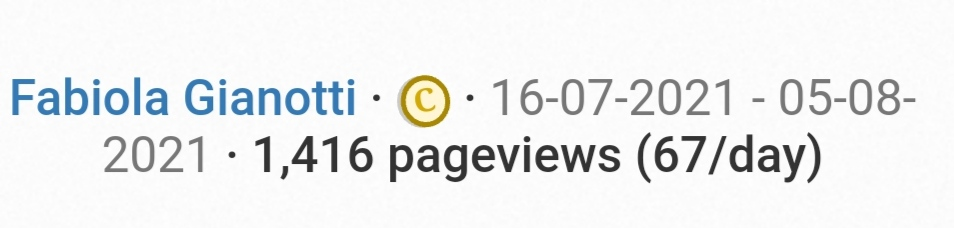 Fabiola Gianotti · C · 16-07-2021 - 05-08-
2021 · 1,416 pageviews (67/day)